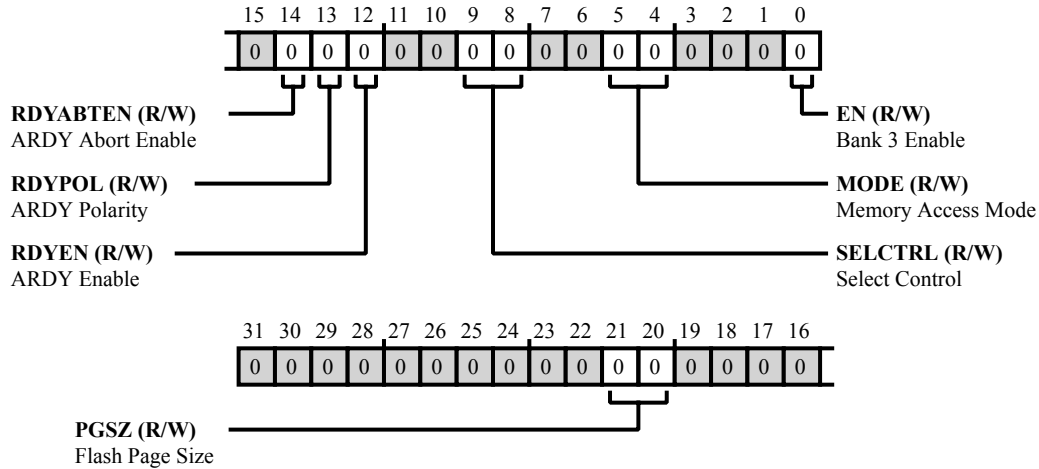 15 14 13 12 11 10 9 8 7 6 5 4 3 2 1 0
0 0 0 0 0 0 0 0 0 0 0 0 0 0 0 0
RDYABTEN (R/W)
ARDY Abort Enable
EN (R/W)
Bank 3 Enable
RDYPOL (R/W)
ARDY Polarity
MODE (R/W)
Memory Access Mode
RDYEN (R/W)
ARDY Enable
SELCTRL (R/W)
Select Control
31 30 29 28 27 26 25 24 23 22 21 20 19 18 17 16
0 0 0 0 0 0 0 0 0 0 0 0 0 0 0 0
PGSZ (R/W)
Flash Page Size